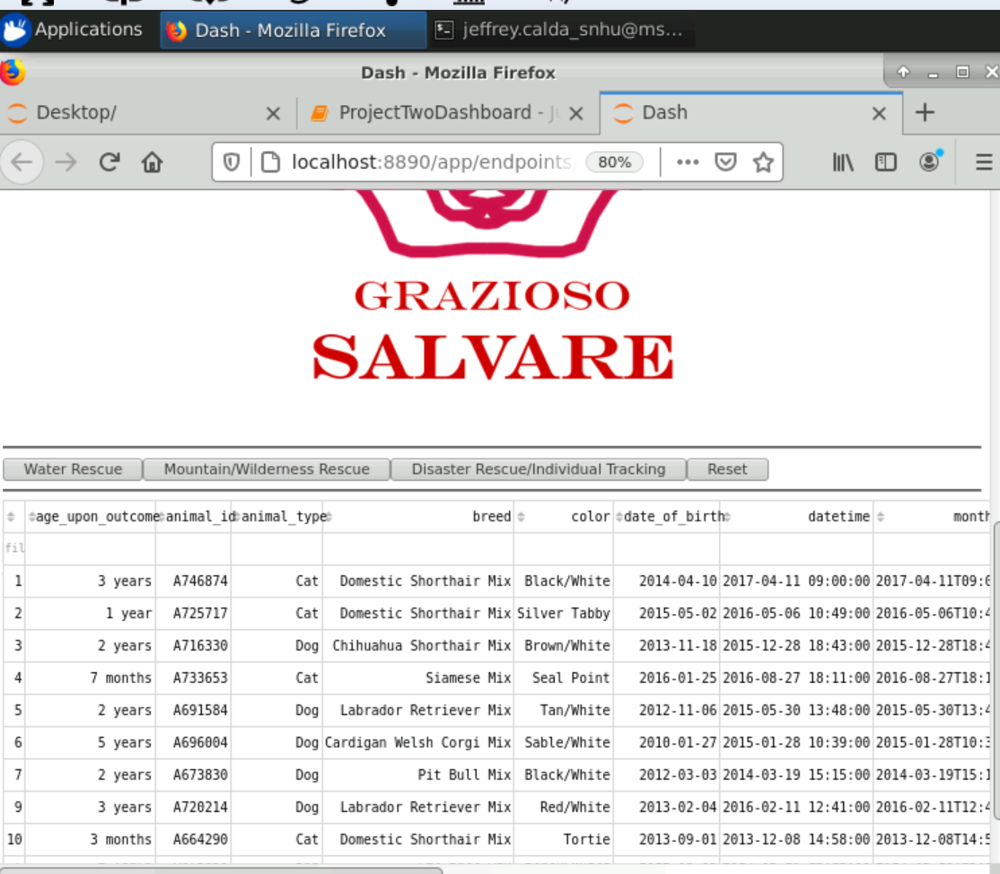 Applications Dash - Mozilla Firefox jeffrey.calda_snhu@ms...
Dash - Mozilla Firefox
Desktop/ ProjectTwoDashboard - Dash
localhost:8890/app/endpoints/ 80%
GRAZIOSO
SALVARE
Water Rescue Mountain/Wilderness Rescue Disaster Rescue/Individual Tracking Reset
age_upon_outcome animal_id animal_type breed color date_of_birth datetime month
fil
1 3 years A746874 Cat Domestic Shorthair Mix Black/White 2014-04-10 2017-04-11 09:00:00 2017-04-11T09:0
2 1 year A725717 Cat Domestic Shorthair Mix Silver Tabby 2015-05-02 2016-05-06 10:49:00 2016-05-06T10:4
3 2 years A716330 Dog Chihuahua Shorthair Mix Brown/White 2013-11-18 2015-12-28 18:43:00 2015-12-28T18:4
4 7 months A733653 Cat Siamese Mix Seal Point 2016-01-25 2016-08-27 18:11:00 2016-08-27T18:1
5 2 years A691584 Dog Labrador Retriever Mix Tan/White 2012-11-06 2015-05-30 13:48:00 2015-05-30T13:4
6 5 years A696004 Dog Cardigan Welsh Corgi Mix Sable/White 2010-01-27 2015-01-28 10:39:00 2015-01-28T10:3
7 2 years A673830 Dog Pit Bull Mix Black/White 2012-03-03 2014-03-19 15:15:00 2014-03-19T15:1
9 3 years A720214 Dog Labrador Retriever Mix Red/White 2013-02-04 2016-02-11 12:41:00 2016-02-11T12:4
10 3 months A664290 Cat Domestic Shorthair Mix Tortie 2013-09-01 2013-12-08 14:58:00 2013-12-08T14:5